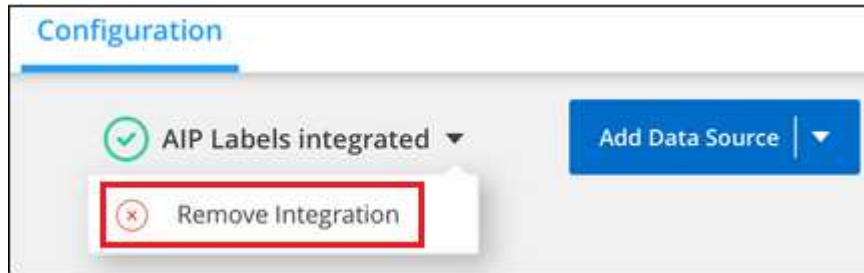 Configuration
AIP Labels integrated
Add Data Source
Remove Integration